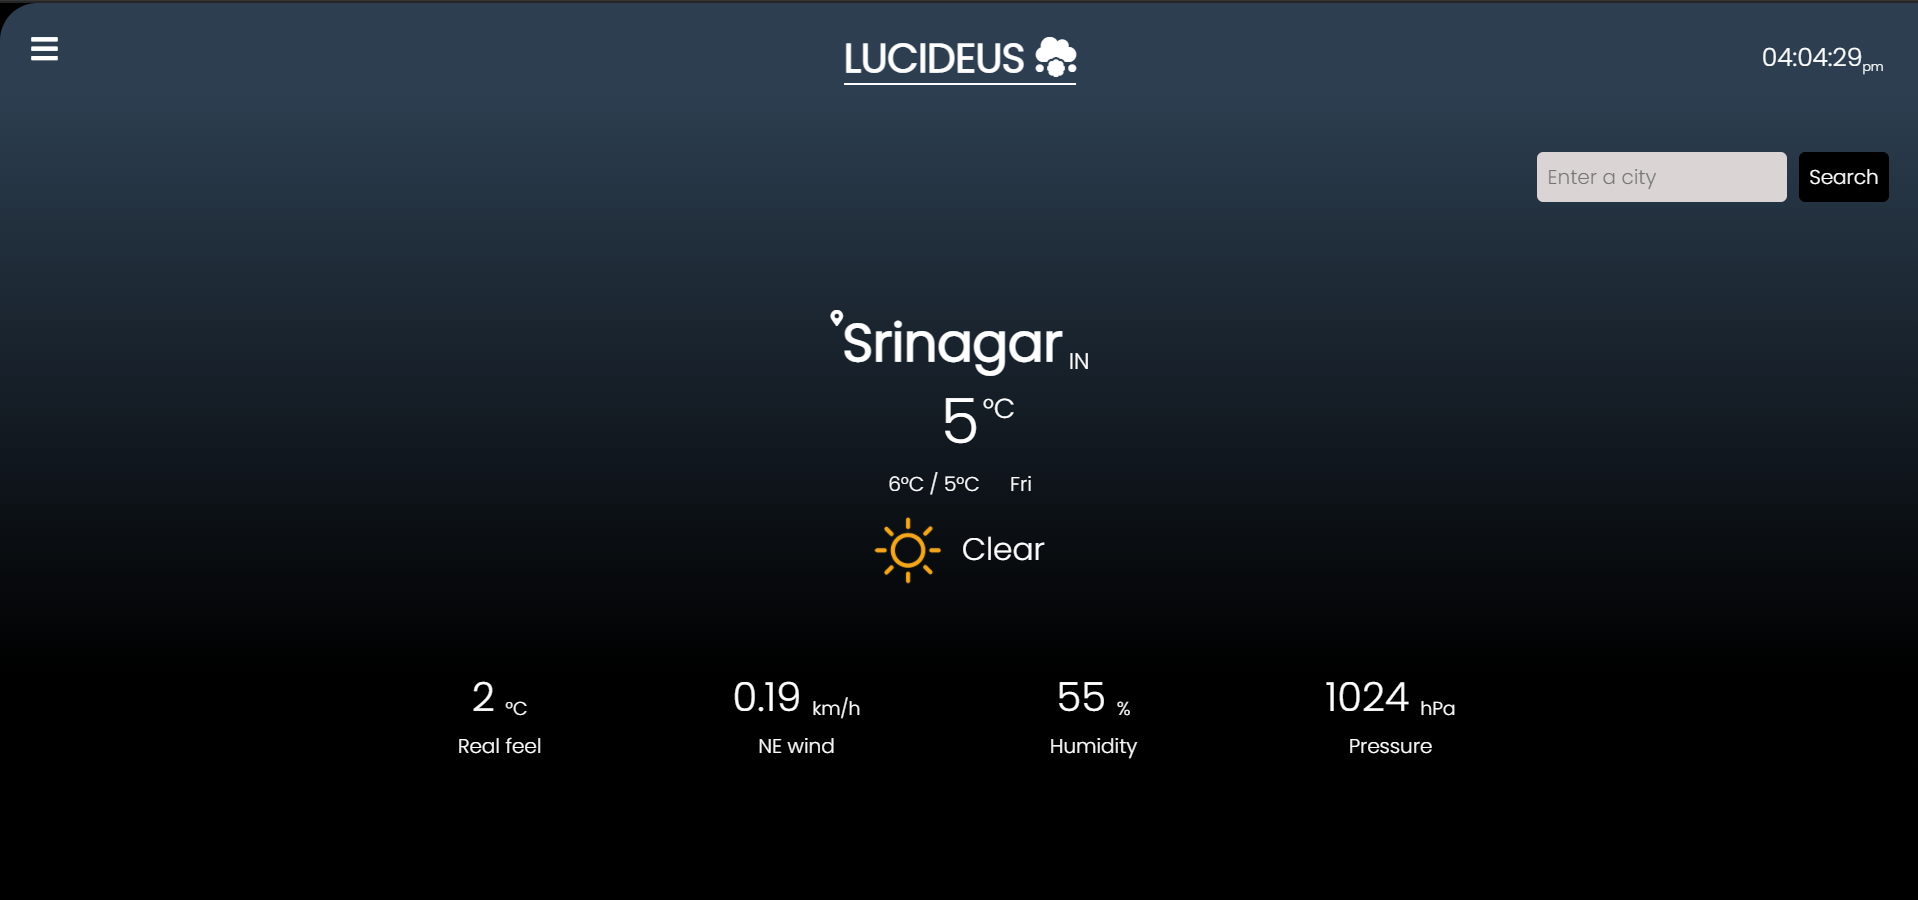 LUCIDEUS
04:04:29pm
Enter a city
Search
Srinagar IN
5°C
6°C / 5°C Fri
Clear
2 °C
Real feel
0.19 km/h
NE wind
55 %
Humidity
1024 hPa
Pressure